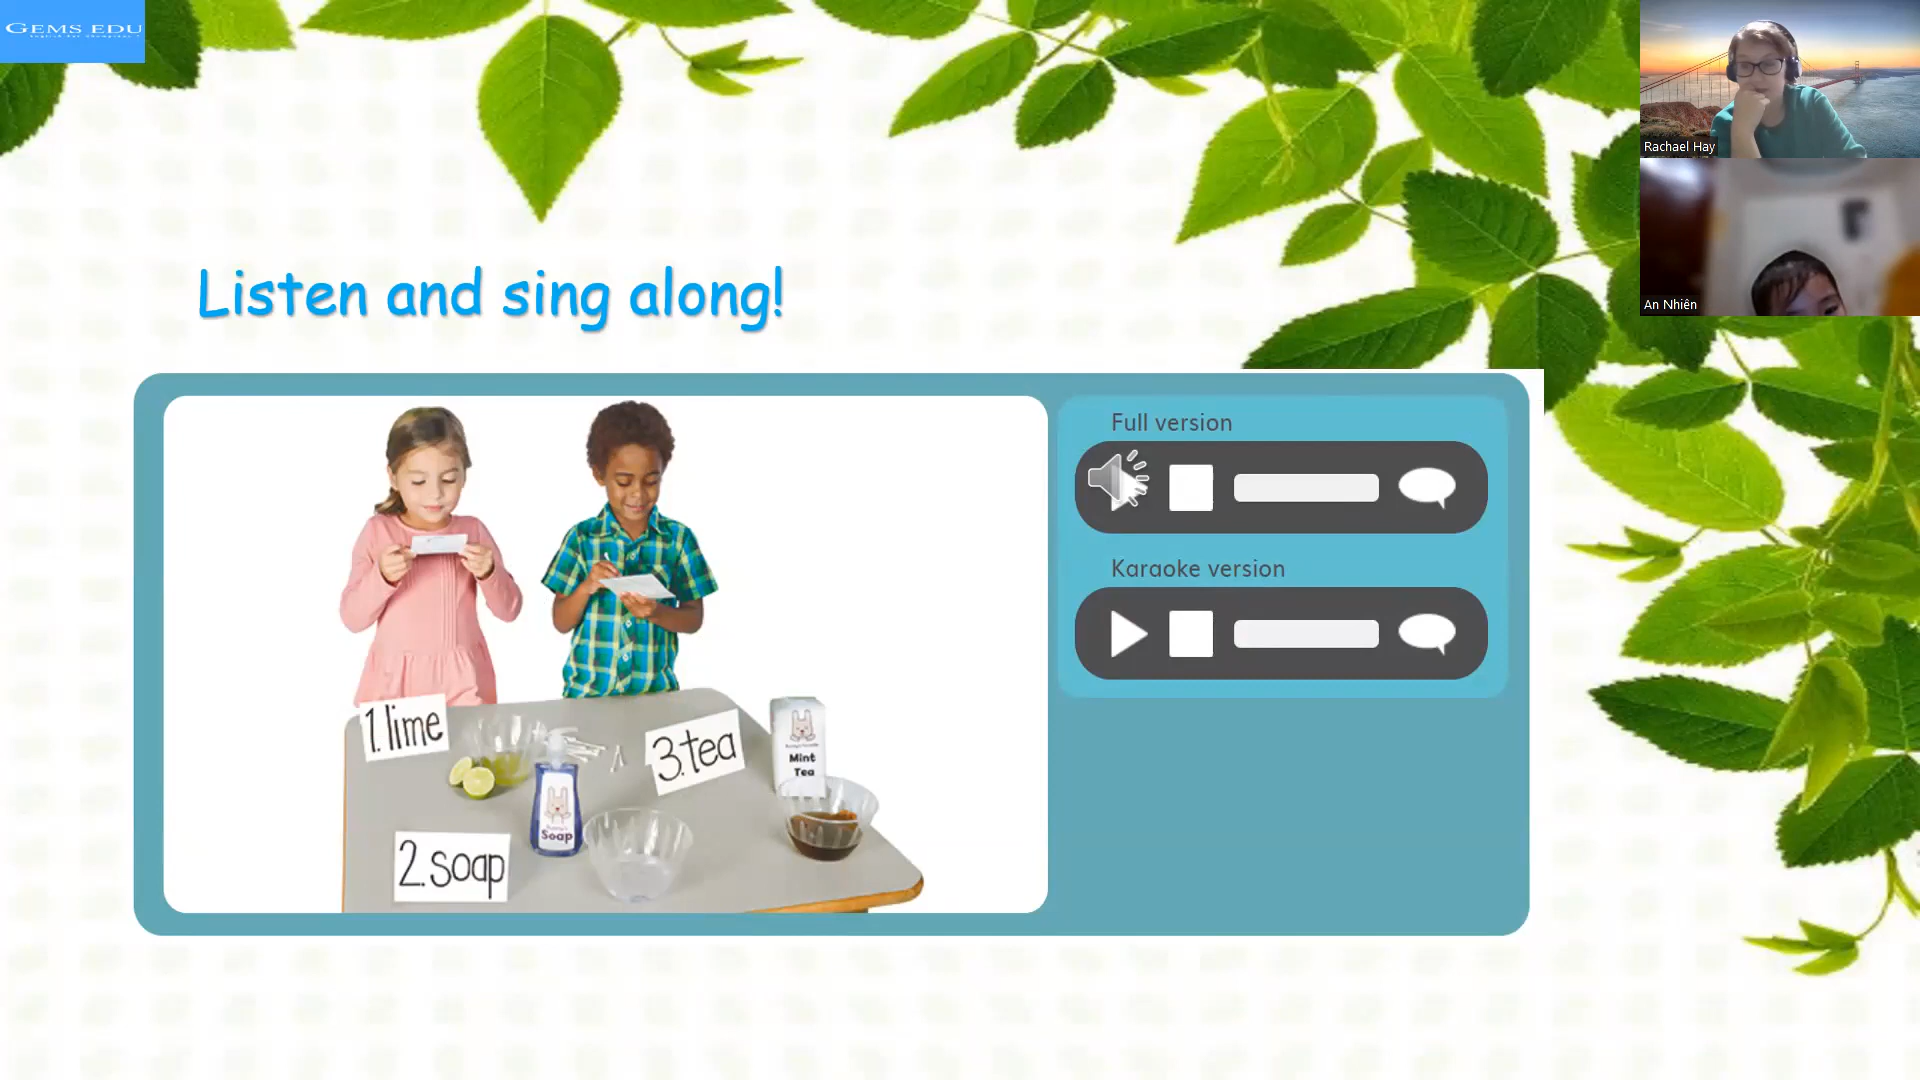 GEMS EDU
Rachael Hay
An Nhiên
Listen and sing along!
Full version
Karaoke version
1. lime
3. tea
Mint
Tea
Soap
2. soap